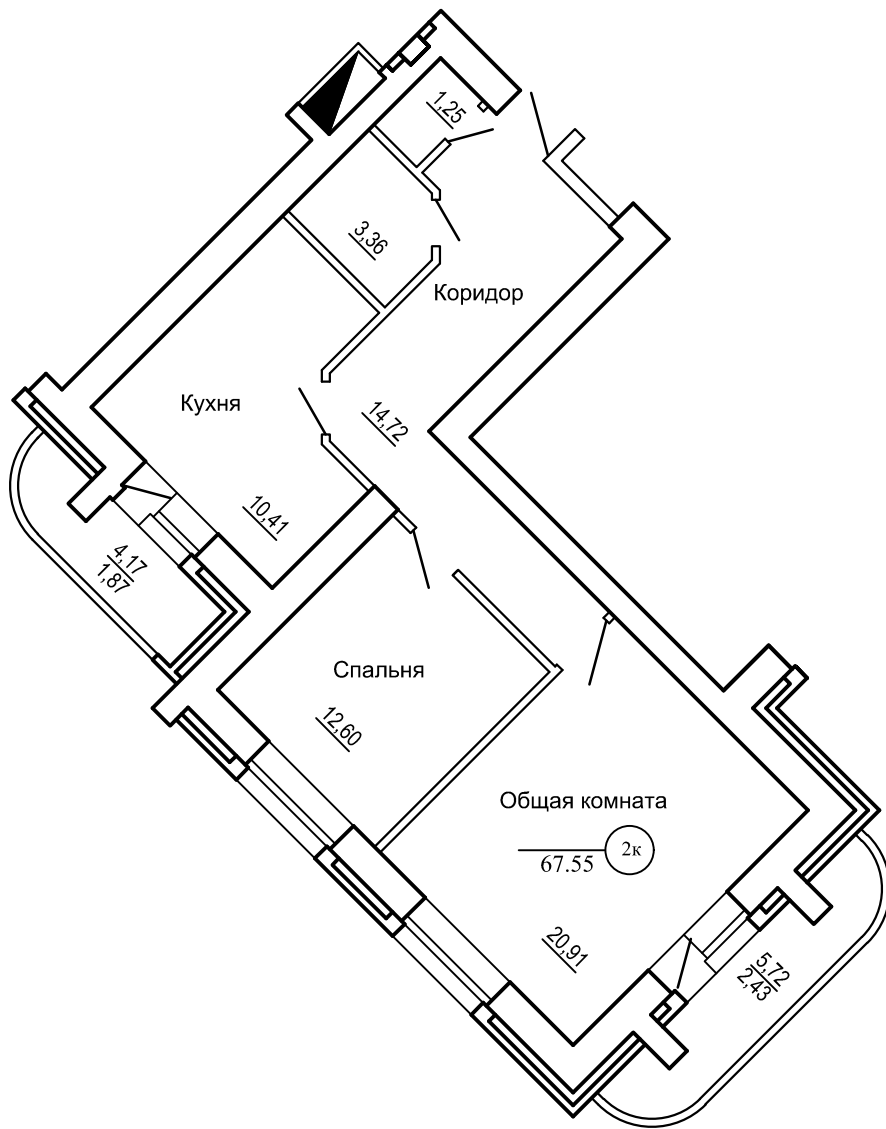 1,25
3,36
Коридор
Кухня
14,72
10,41
4,17
1,87
Спальня
12,60
Общая комната
2к
67.55
20,91
5,72
2,43